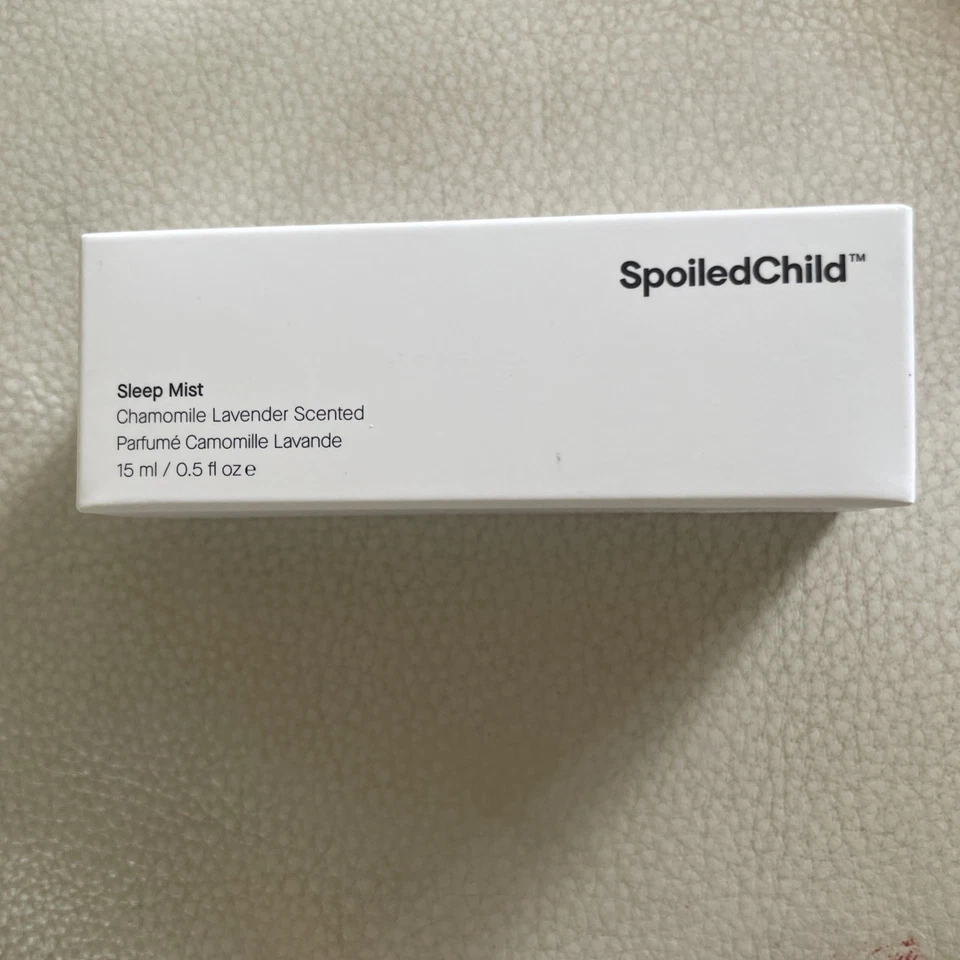 SpoiledChild™
Sleep Mist
Chamomile Lavender Scented
Parfumé Camomille Lavande
15 ml / 0.5 fl oz ℮